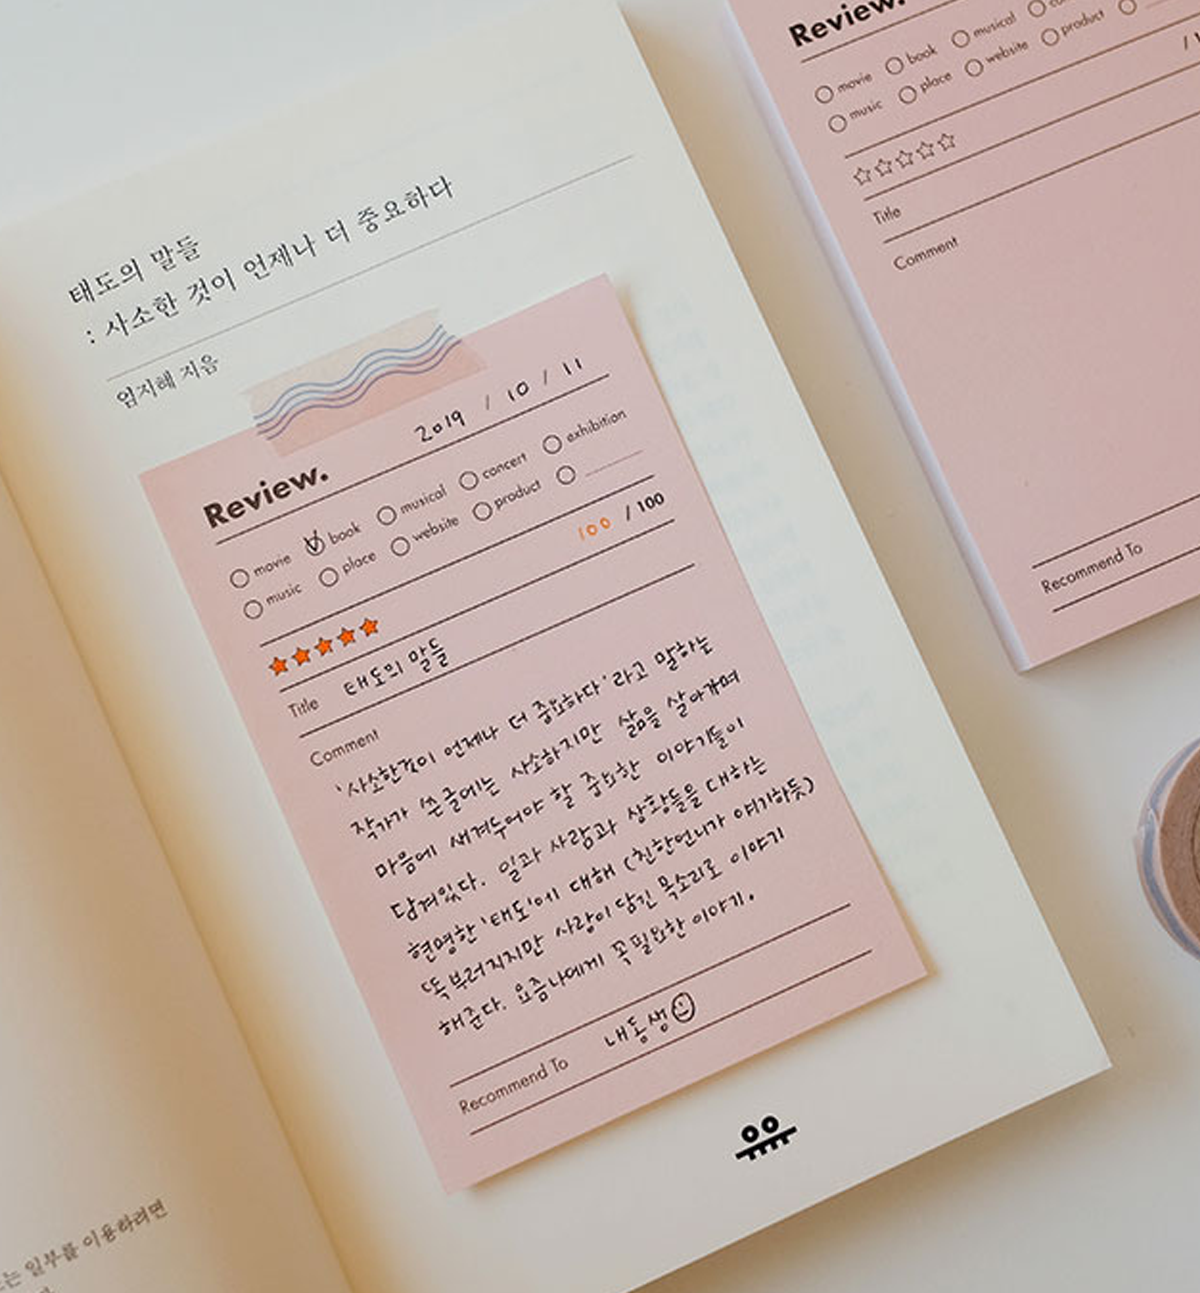 태도의 말들
: 사소한 것이 언제나 더 중요하다
엄지혜 지음
2019 / 10 / 11
Review.
movie book musical concert exhibition
music place website product
100 / 100
Title 태도의 말들
Comment
'사소한것이 언제나 더 중요하다'라고 말하는
작가가 쓴글에는 사소하지만 삶을 살아가며
마음에 새겨두어야 할 중요한 이야기들이
담겨있다. 일과 사람과 상황들을 대하는
현명한 '태도'에 대해 (친한언니가 얘기하듯)
똑부러지지만 사랑이 담긴 목소리로 이야기
해준다. 요즘나에게 꼭필요한 이야기.
Recommend To 내동생
는 일부를 이용하려면
Review.
movie book musical
music place website product
Title
Comment
Recommend To